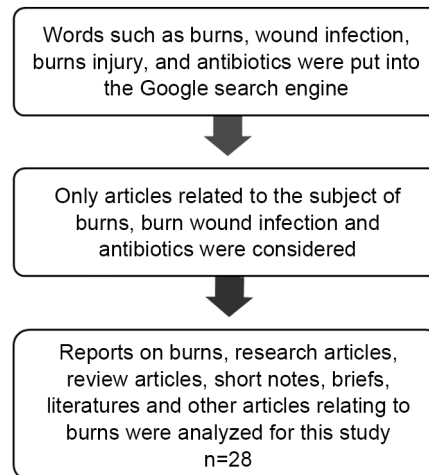 Words such as burns, wound infection,
burns injury, and antibiotics were put into
the Google search engine
Only articles related to the subject of
burns, burn wound infection and
antibiotics were considered
Reports on burns, research articles,
review articles, short notes, briefs,
literatures and other articles relating to
burns were analyzed for this study
n=28